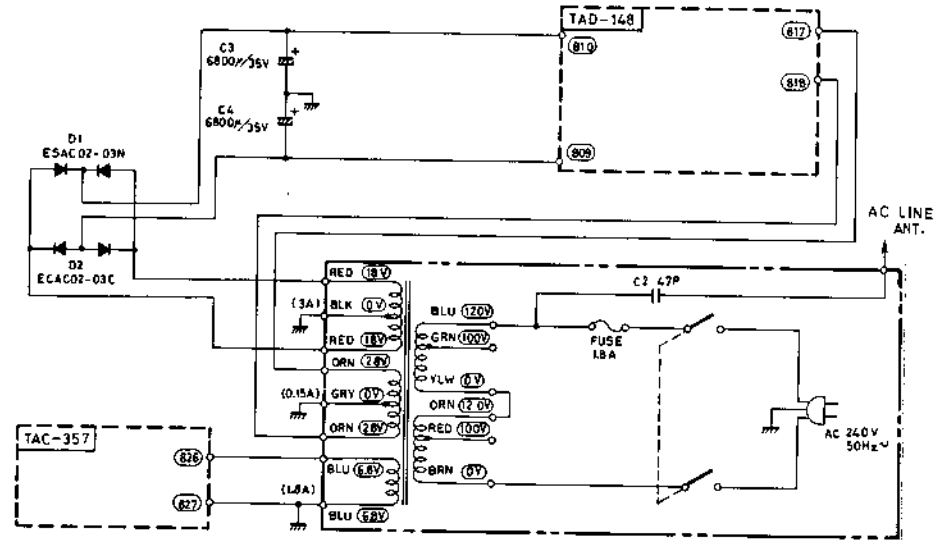 TAD-148
810
817
818
809
C3
6800μ/35V
C4
6800μ/35V
D1
ESAC02-03N
D2
ECAC02-03C
AC LINE
ANT.
C2 47P
RED 18V
(3A) BLK 0V
RED 18V
ORN 28V
(0.15A) GRY 0V
ORN 28V
BLU 6.8V
(1.8A)
BLU 6.8V
BLU 120V
GRN 100V
YLW 0V
ORN 120V
RED 100V
BRN 0V
FUSE
1.8A
AC 240V
50Hz~
TAC-357
826
827